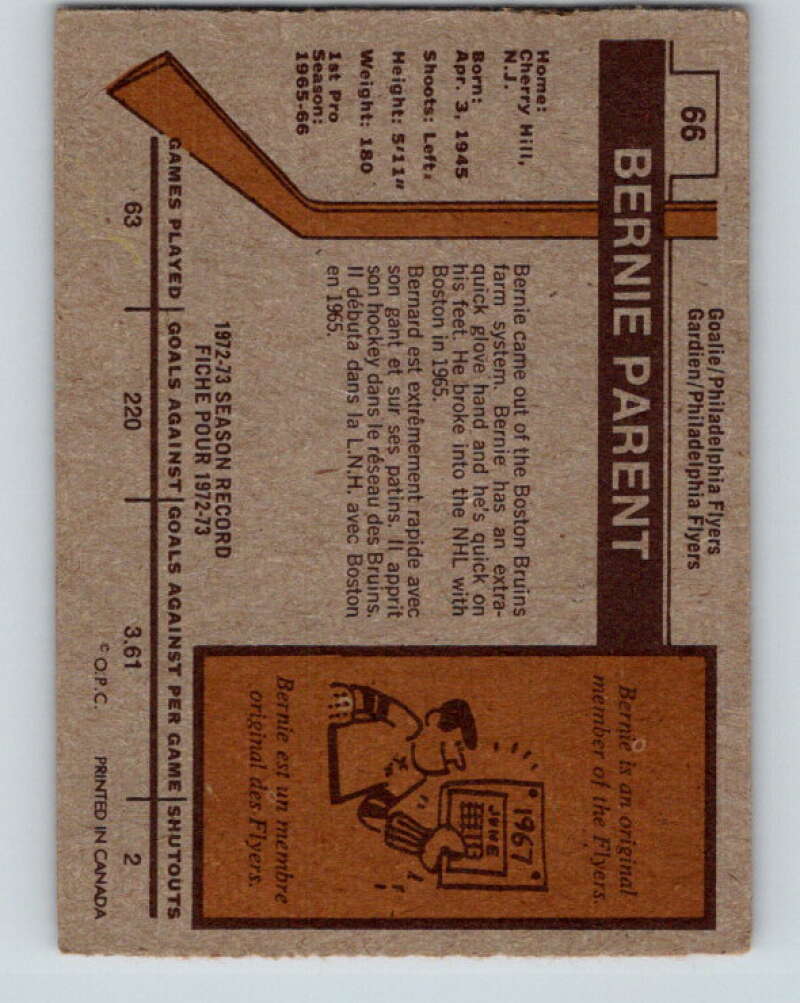 66
Goalie/Philadelphia Flyers
Gardien/Philadelphia Flyers
BERNIE PARENT
Home:
Cherry Hill,
N.J.
Born:
Apr. 3, 1945
Shoots: Left:
Height: 5'11"
Weight: 180
1st Pro
Season:
1965-66
Bernie came out of the Boston Bruins
farm system. Bernie has an extra-
quick glove hand and he's quick on
his feet. He broke into the NHL with
Boston in 1965.
Bernard est extrêmement rapide avec
son gant et sur ses patins. Il apprit
son hockey dans le réseau des Bruins.
Il débuta dans la L.N.H. avec Boston
en 1965.
Bernie is an original
member of the Flyers.
1967
JUNE
Bernie est un membre
original des Flyers.
1972-73 SEASON RECORD
FICHE POUR 1972-73
GAMES PLAYED GOALS AGAINST GOALS AGAINST PER GAME SHUTOUTS
63 220 3.61 2
© O.P.C. PRINTED IN CANADA